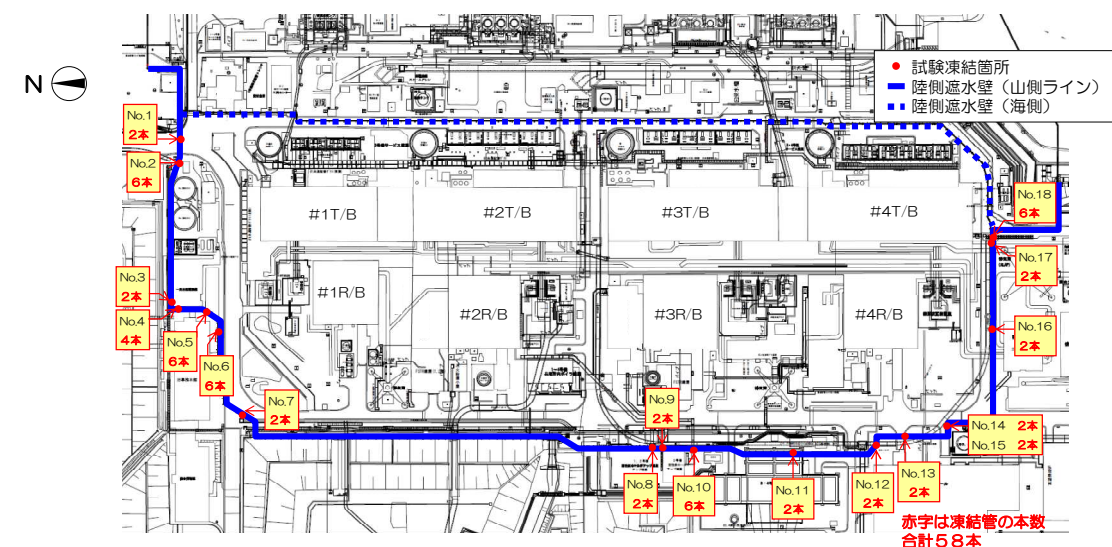 N
試験凍結箇所
陸側遮水壁（山側ライン）
陸側遮水壁（海側）
No.1
2本
No.2
6本
No.3
2本
No.4
4本
No.5
6本
No.6
6本
No.7
2本
No.8
2本
No.9
2本
No.10
6本
No.11
2本
No.12
2本
No.13
2本
No.14 2本
No.15 2本
No.16
2本
No.17
2本
No.18
6本
#1T/B
#2T/B
#3T/B
#4T/B
#1R/B
#2R/B
#3R/B
#4R/B
赤字は凍結管の本数
合計５８本